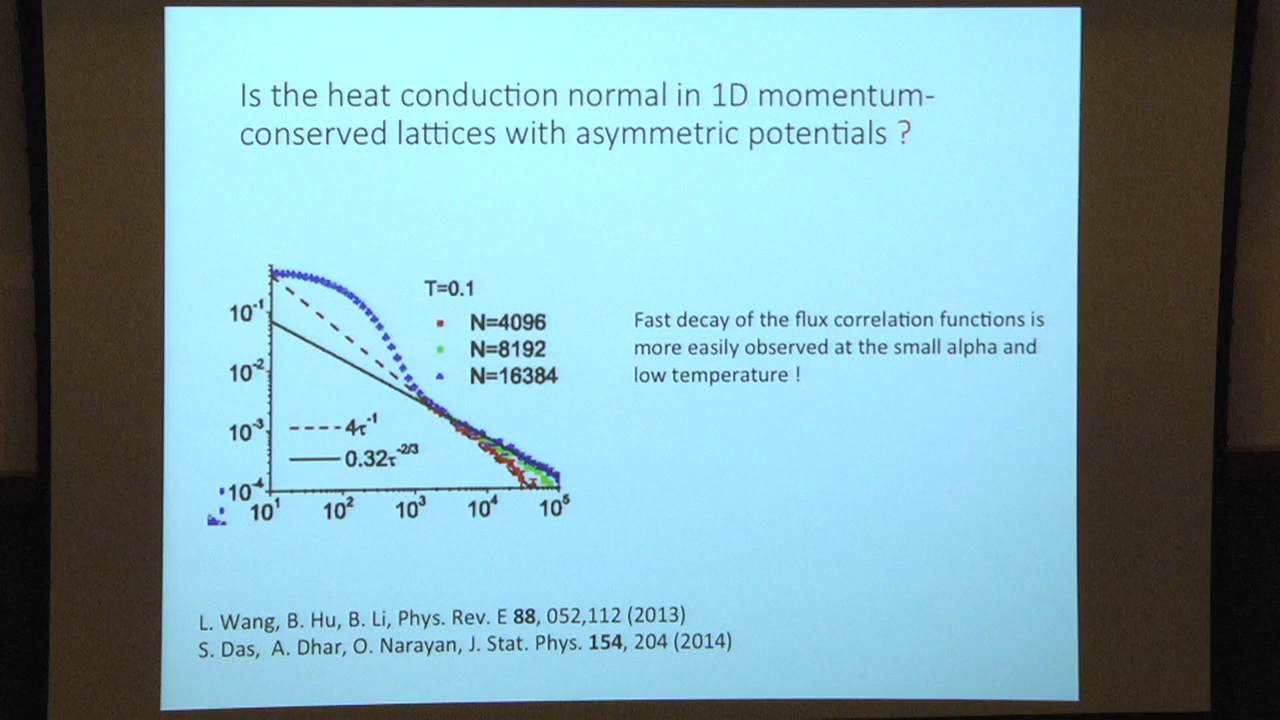 Is the heat conduction normal in 1D momentum-
conserved lattices with asymmetric potentials ?
T=0.1
N=4096
N=8192
N=16384
10⁻¹
10⁻²
10⁻³
10⁻⁴
4τ⁻¹
0.32τ⁻²ᐟ³
10¹ 10² 10³ 10⁴ 10⁵
Fast decay of the flux correlation functions is
more easily observed at the small alpha and
low temperature !
L. Wang, B. Hu, B. Li, Phys. Rev. E 88, 052,112 (2013)
S. Das, A. Dhar, O. Narayan, J. Stat. Phys. 154, 204 (2014)